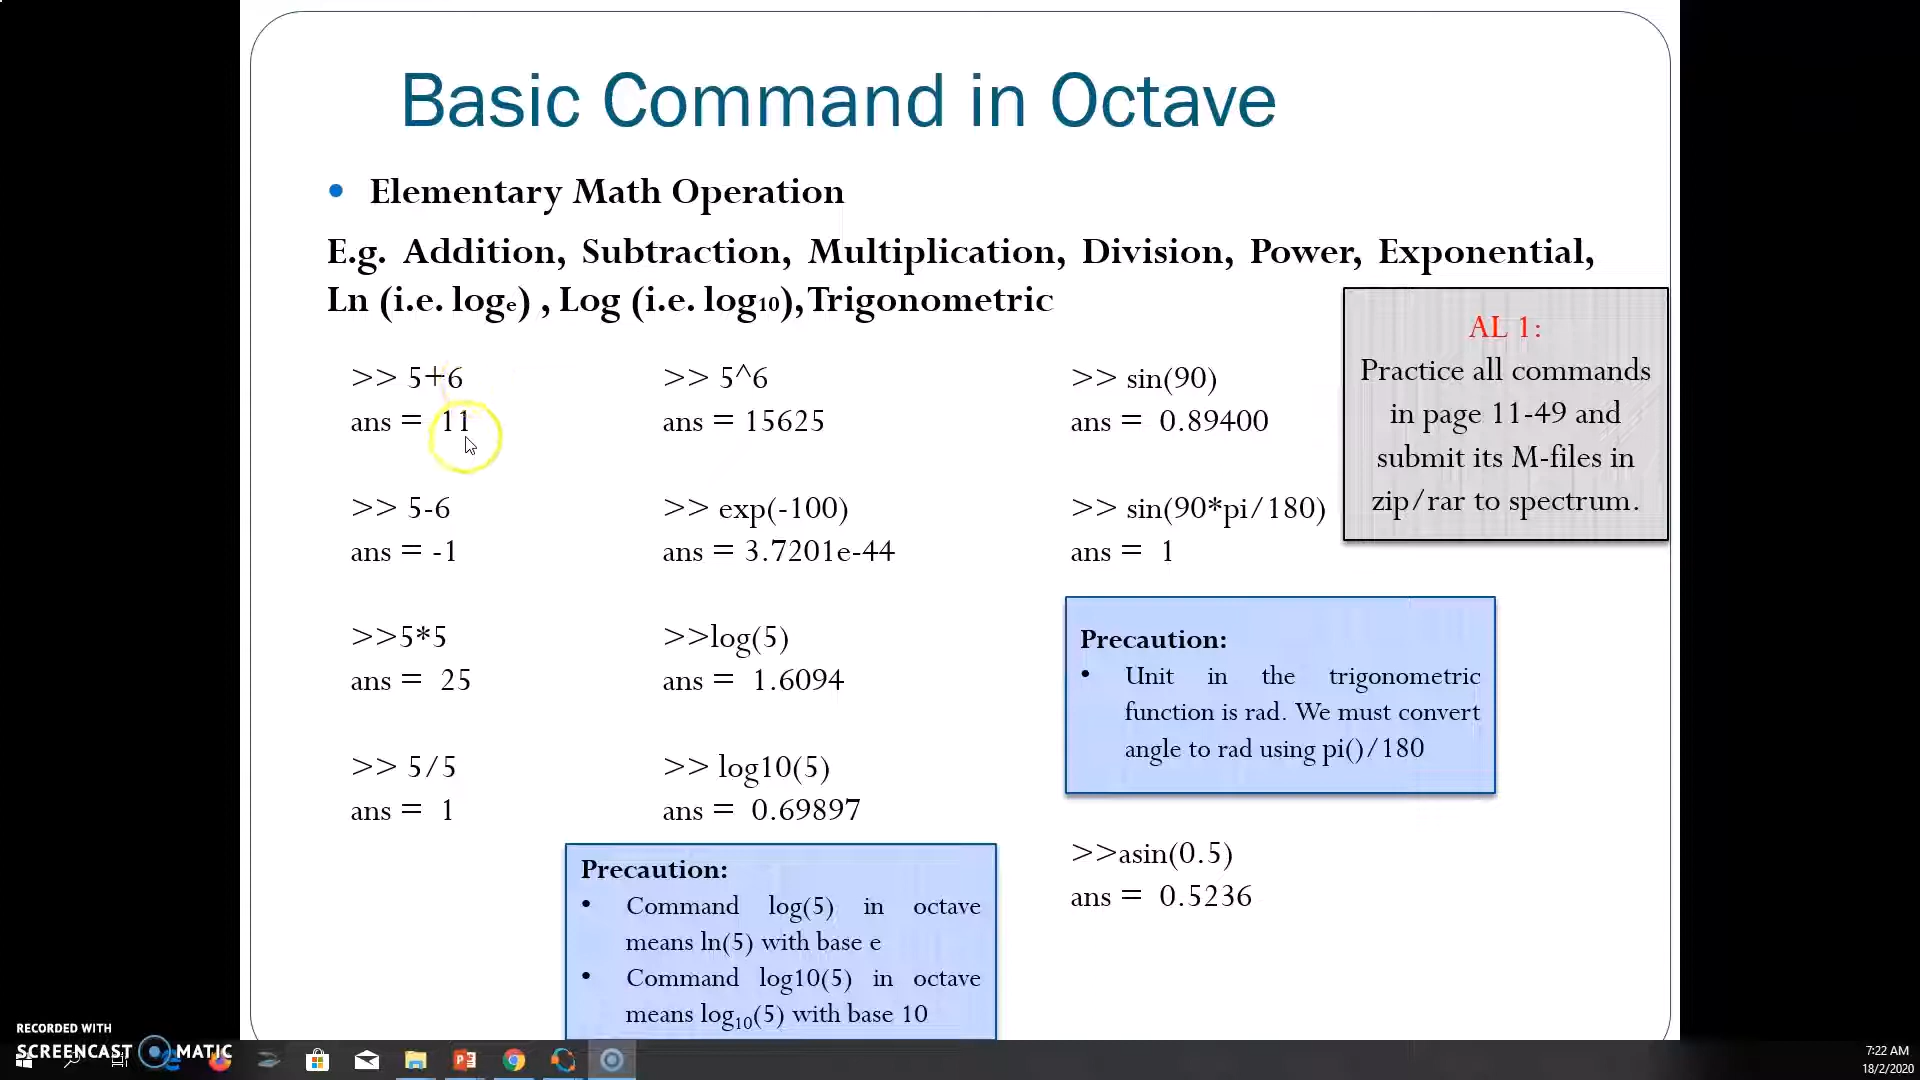 Basic Command in Octave
• Elementary Math Operation
E.g. Addition, Subtraction, Multiplication, Division, Power, Exponential,
Ln (i.e. logₑ) , Log (i.e. log₁₀), Trigonometric
>> 5+6
ans = 11
>> 5-6
ans = -1
>>5*5
ans = 25
>> 5/5
ans = 1
>> 5^6
ans = 15625
>> exp(-100)
ans = 3.7201e-44
>>log(5)
ans = 1.6094
>> log10(5)
ans = 0.69897
Precaution:
• Command log(5) in octave
means ln(5) with base e
• Command log10(5) in octave
means log₁₀(5) with base 10
>> sin(90)
ans = 0.89400
>> sin(90*pi/180)
ans = 1
Precaution:
• Unit in the trigonometric
function is rad. We must convert
angle to rad using pi()/180
>>asin(0.5)
ans = 0.5236
AL 1:
Practice all commands
in page 11-49 and
submit its M-files in
zip/rar to spectrum.
RECORDED WITH
SCREENCAST MATIC
7:22 AM
18/2/2020